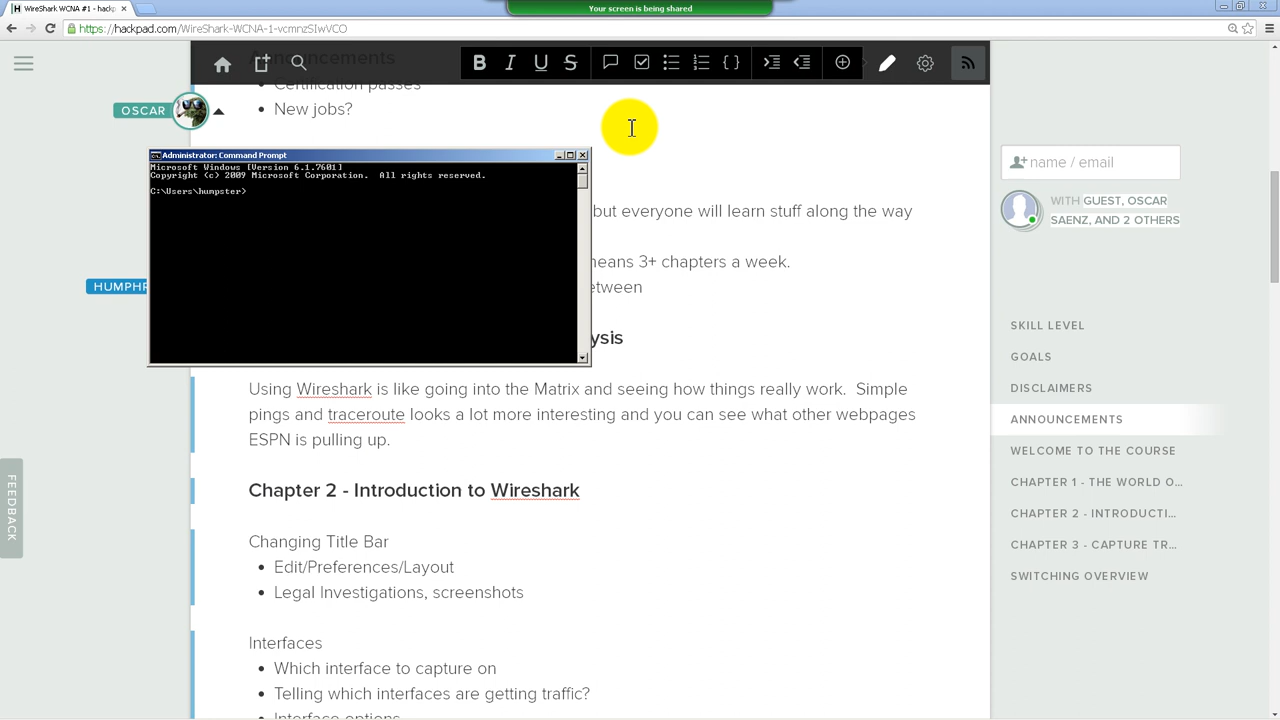 WireShark WCNA #1 - hackp
Your screen is being shared
https://hackpad.com/WireShark-WCNA-1-vcmnzSIwVCO
Announcements
Certification passes
New jobs?
OSCAR
name / email
WITH GUEST, OSCAR
SAENZ, AND 2 OTHERS
Administrator: Command Prompt
Microsoft Windows [Version 6.1.7601]
Copyright (c) 2009 Microsoft Corporation. All rights reserved.
C:\Users\humpster>
but everyone will learn stuff along the way
means 3+ chapters a week.
etween
HUMPHR
ysis
Using Wireshark is like going into the Matrix and seeing how things really work. Simple
pings and traceroute looks a lot more interesting and you can see what other webpages
ESPN is pulling up.
Chapter 2 - Introduction to Wireshark
Changing Title Bar
Edit/Preferences/Layout
Legal Investigations, screenshots
Interfaces
Which interface to capture on
Telling which interfaces are getting traffic?
Interface options
SKILL LEVEL
GOALS
DISCLAIMERS
ANNOUNCEMENTS
WELCOME TO THE COURSE
CHAPTER 1 - THE WORLD O...
CHAPTER 2 - INTRODUCTI...
CHAPTER 3 - CAPTURE TR...
SWITCHING OVERVIEW
FEEDBACK